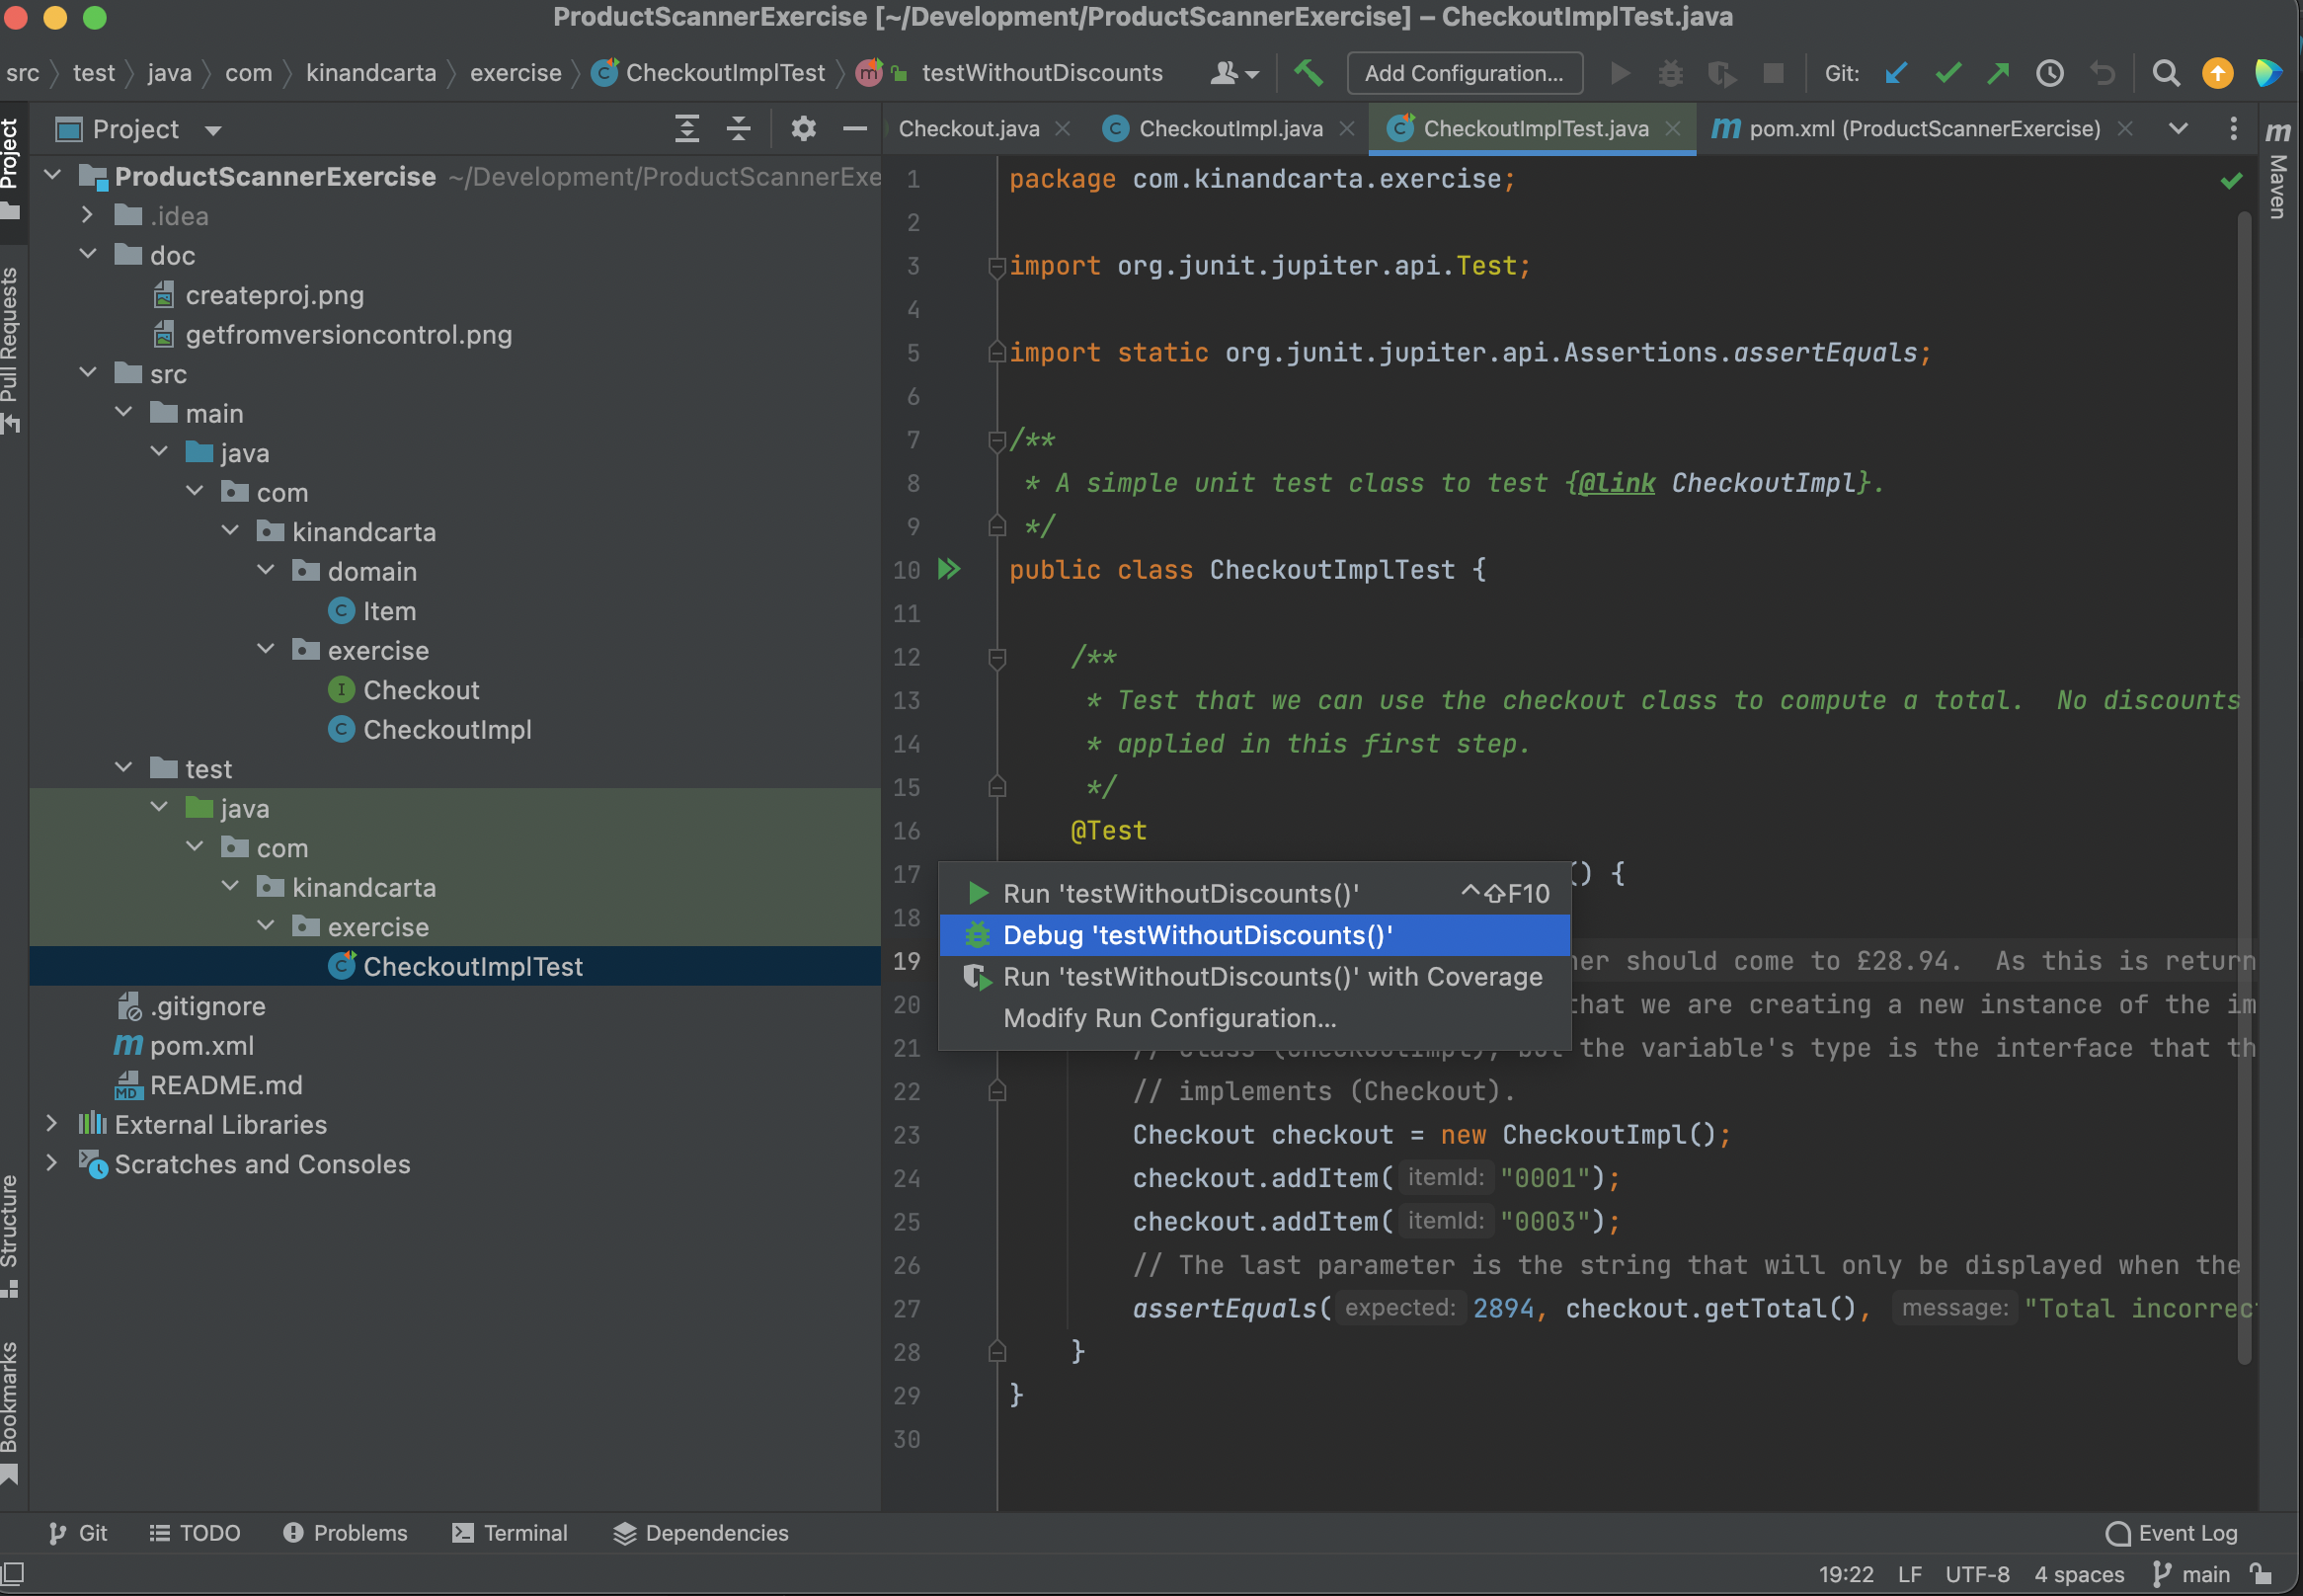 ProductScannerExercise [~/Development/ProductScannerExercise] – CheckoutImplTest.java
src test java com kinandcarta exercise CheckoutImplTest testWithoutDiscounts Add Configuration... Git:
Project
Checkout.java CheckoutImpl.java CheckoutImplTest.java pom.xml (ProductScannerExercise)
Project
Pull Requests
Structure
Bookmarks
Maven
ProductScannerExercise ~/Development/ProductScannerExe
.idea
doc
createproj.png
getfromversioncontrol.png
src
main
java
com
kinandcarta
domain
Item
exercise
Checkout
CheckoutImpl
test
java
com
kinandcarta
exercise
CheckoutImplTest
.gitignore
pom.xml
README.md
External Libraries
Scratches and Consoles
1 package com.kinandcarta.exercise;
2
3 import org.junit.jupiter.api.Test;
4
5 import static org.junit.jupiter.api.Assertions.assertEquals;
6
7 /**
8 * A simple unit test class to test {@link CheckoutImpl}.
9 */
10 public class CheckoutImplTest {
11
12 /**
13 * Test that we can use the checkout class to compute a total.  No discounts
14 * applied in this first step.
15 */
16 @Test
17 () {
18
19 her should come to £28.94.  As this is return
20 hat we are creating a new instance of the im
21 // class (CheckoutImpl), but the variable's type is the interface that th
22 // implements (Checkout).
23 Checkout checkout = new CheckoutImpl();
24 checkout.addItem( itemId: "0001");
25 checkout.addItem( itemId: "0003");
26 // The last parameter is the string that will only be displayed when the
27 assertEquals( expected: 2894, checkout.getTotal(), message: "Total incorrec
28 }
29 }
30
Run 'testWithoutDiscounts()' ^⇧F10
Debug 'testWithoutDiscounts()'
Run 'testWithoutDiscounts()' with Coverage
Modify Run Configuration...
Git TODO Problems Terminal Dependencies Event Log
19:22 LF UTF-8 4 spaces main